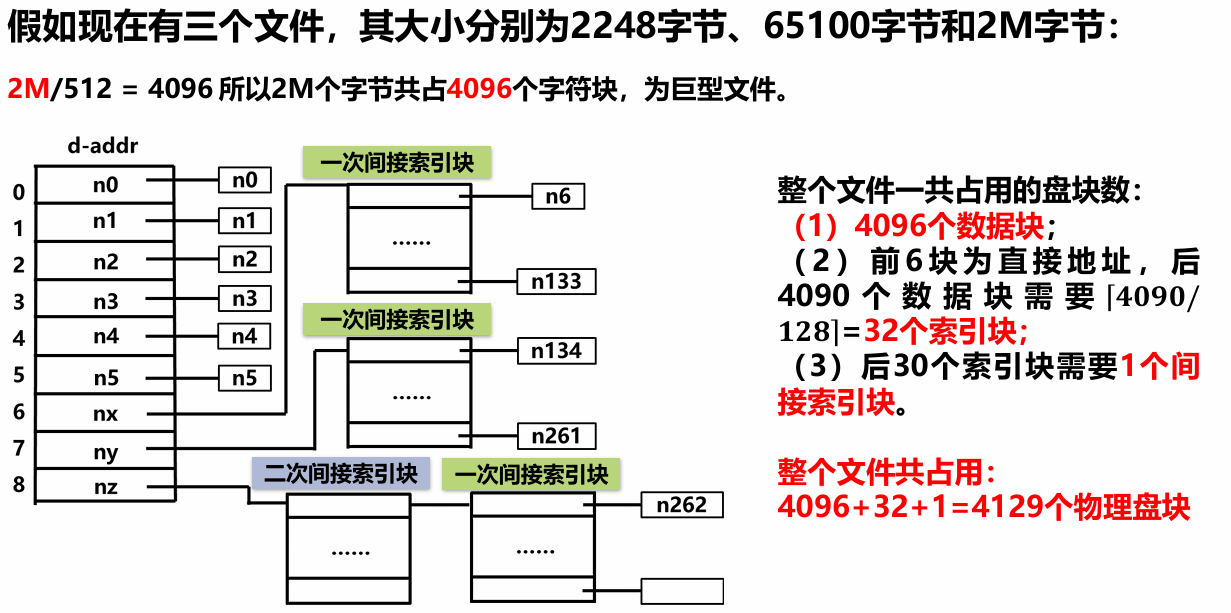 假如现在有三个文件，其大小分别为2248字节、65100字节和2M字节：
2M/512 = 4096 所以2M个字节共占4096个字符块，为巨型文件。
d-addr
0 n0 n0
1 n1 n1
2 n2 n2
3 n3 n3
4 n4 n4
5 n5 n5
6 nx
7 ny
8 nz
一次间接索引块
n6
……
n133
一次间接索引块
n134
……
n261
二次间接索引块
……
一次间接索引块
n262
……
整个文件一共占用的盘块数：
（1）4096个数据块；
（2）前6块为直接地址，后
4090个数据块需要⌈4090/
128⌉=32个索引块；
（3）后30个索引块需要1个间
接索引块。
整个文件共占用：
4096+32+1=4129个物理盘块